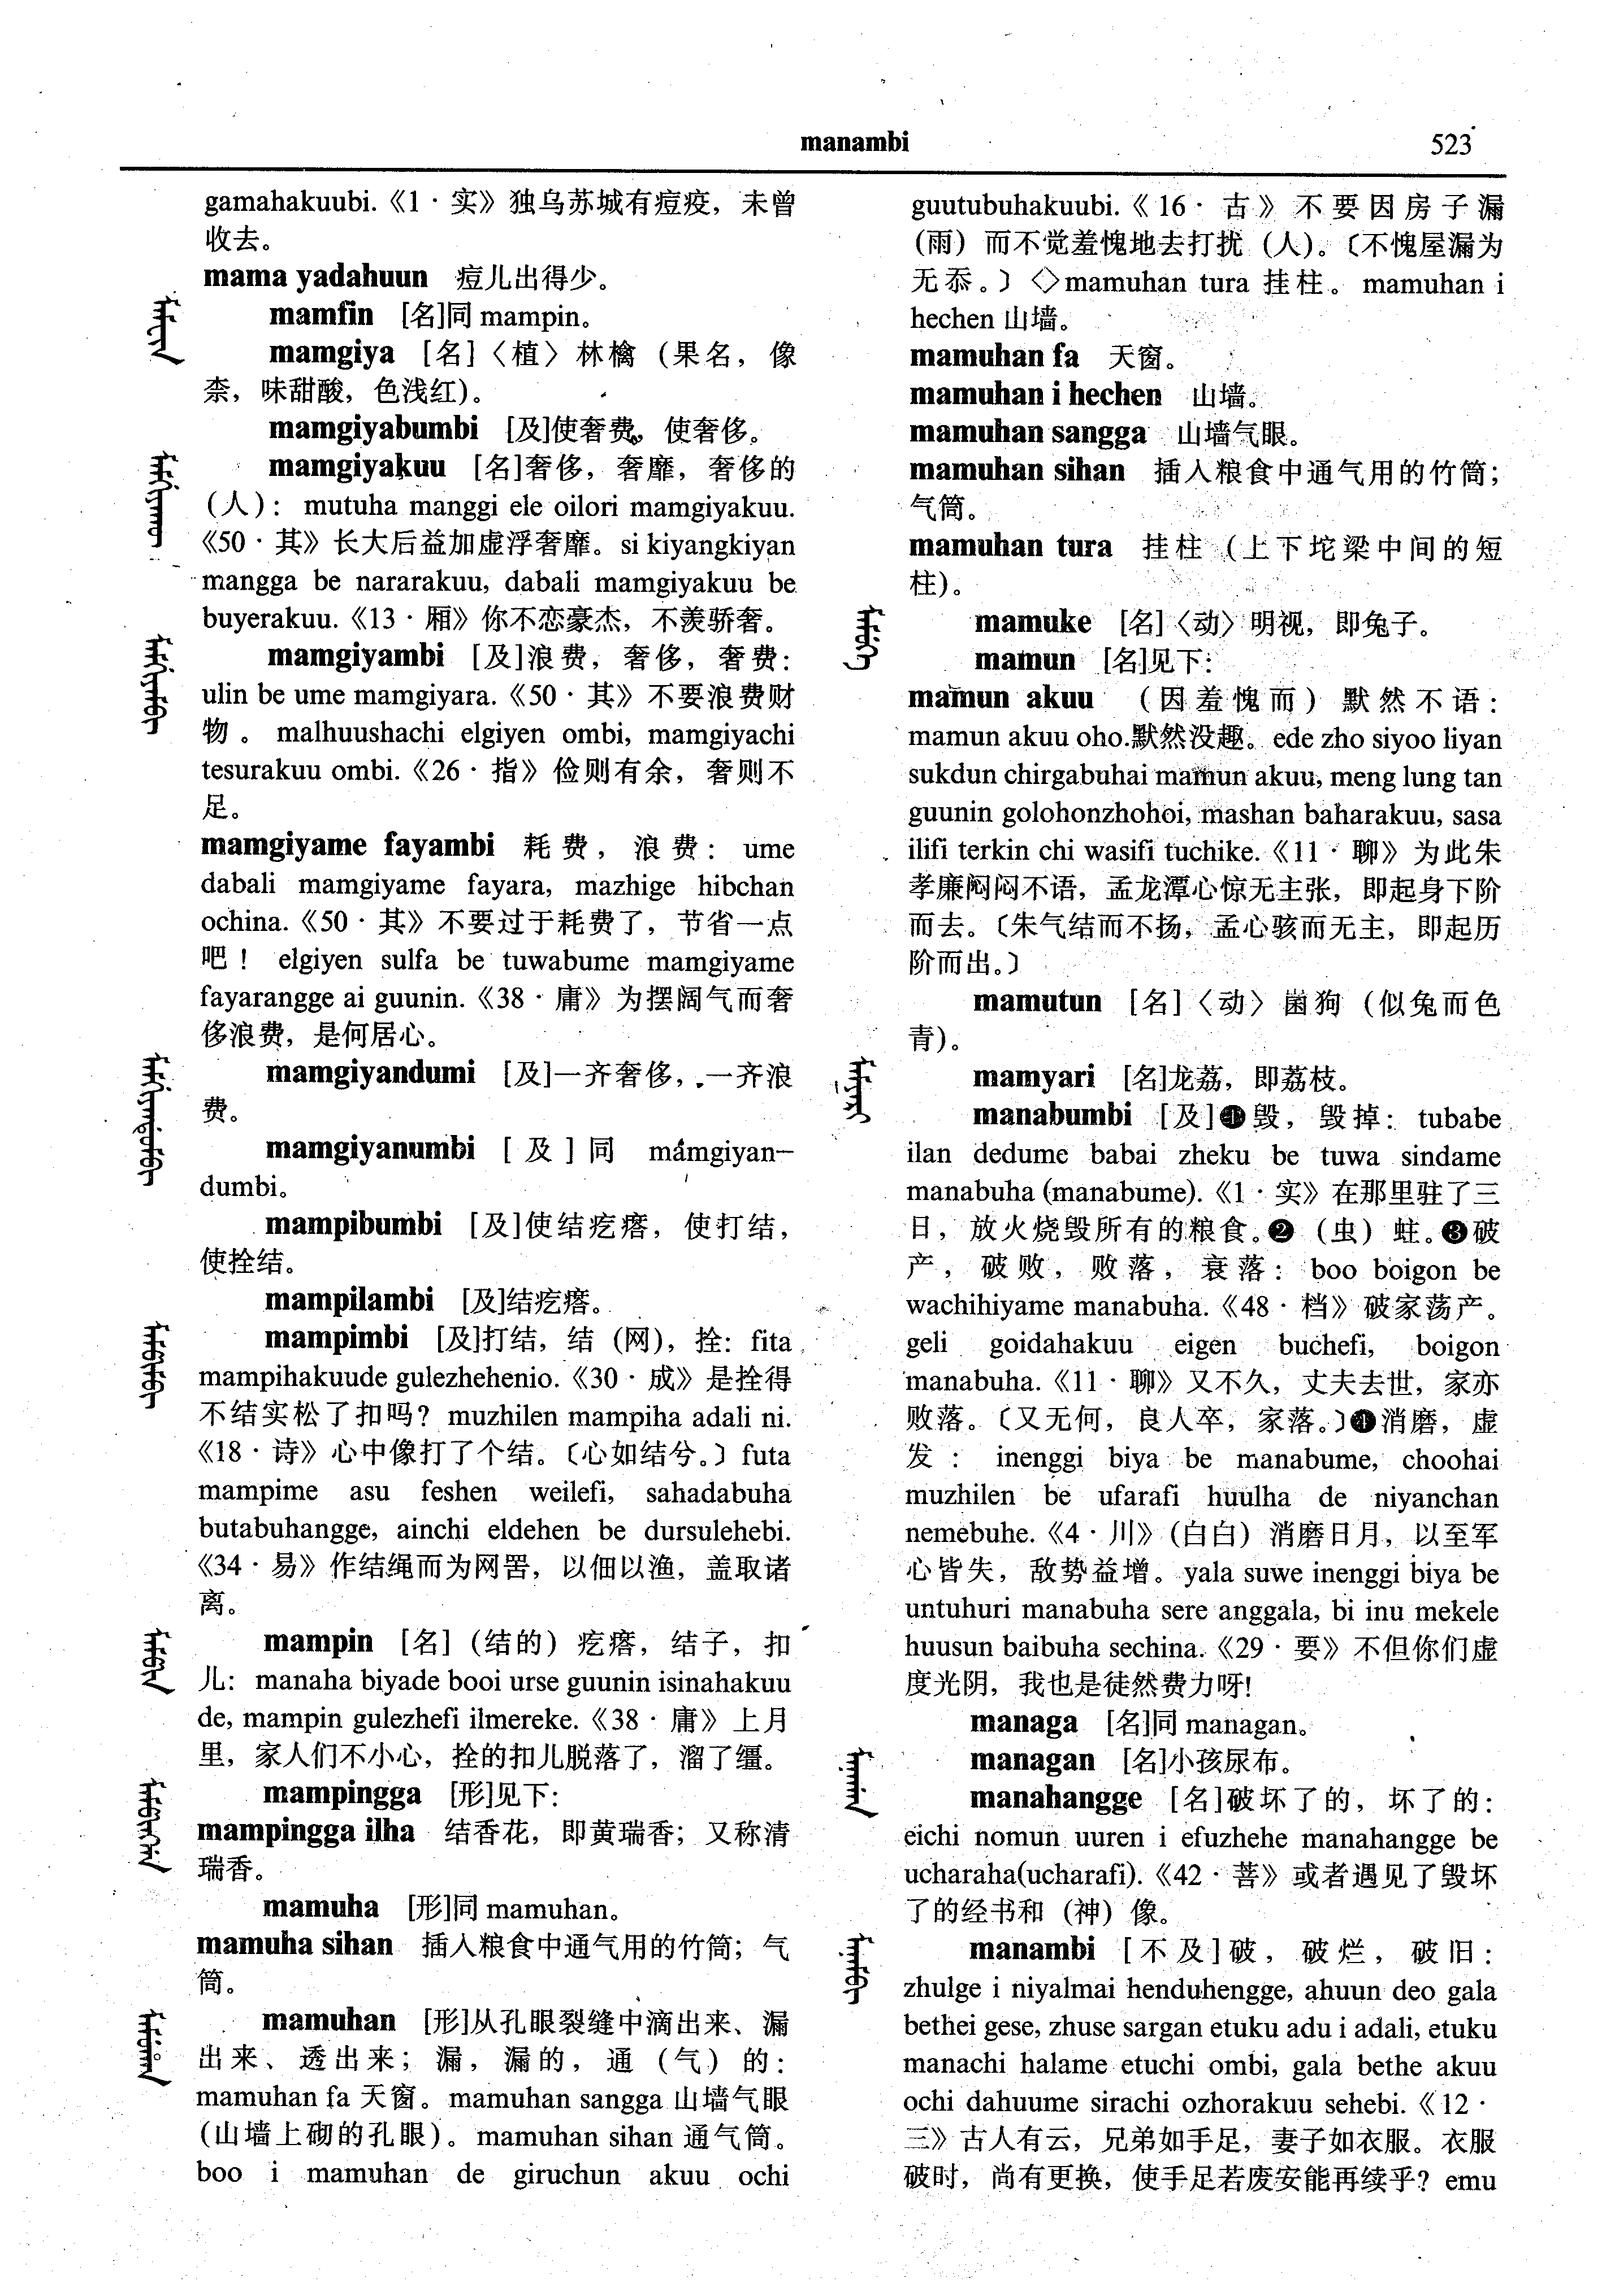 manambi
523
gamahakuubi.《1·实》独乌苏城有痘疫，未曾
收去。
mama yadahuun 痘儿出得少。
mamfin [名]同 mampin。
mamgiya [名]〈植〉林檎（果名，像
柰，味甜酸，色浅红）。
mamgiyabumbi [及]使奢费，使奢侈。
mamgiyakuu [名]奢侈，奢靡，奢侈的
（人）：mutuha manggi ele oilori mamgiyakuu.
《50·其》长大后益加虚浮奢靡。si kiyangkiyan
mangga be nararakuu, dabali mamgiyakuu be
buyerakuu.《13·厢》你不恋豪杰，不羡骄奢。
mamgiyambi [及]浪费，奢侈，奢费：
ulin be ume mamgiyara.《50·其》不要浪费财
物。malhuushachi elgiyen ombi, mamgiyachi
tesurakuu ombi.《26·指》俭则有余，奢则不
足。
mamgiyame fayambi 耗费，浪费：ume
dabali mamgiyame fayara, mazhige hibchan
ochina.《50·其》不要过于耗费了，节省一点
吧！elgiyen sulfa be tuwabume mamgiyame
fayarangge ai guunin.《38·庸》为摆阔气而奢
侈浪费，是何居心。
mamgiyandumi [及]一齐奢侈，一齐浪
费。
mamgiyanumbi [及]同 mamgiyan-
dumbi。
mampibumbi [及]使结疙瘩，使打结，
使拴结。
mampilambi [及]结疙瘩。
mampimbi [及]打结，结（网），拴：fita
mampihakuude gulezhehenio.《30·成》是拴得
不结实松了扣吗？muzhilen mampiha adali ni.
《18·诗》心中像打了个结。〔心如结兮。〕futa
mampime asu feshen weilefi, sahadabuha
butabuhangge, ainchi eldehen be dursulehebi.
《34·易》作结绳而为网罟，以佃以渔，盖取诸
离。
mampin [名]（结的）疙瘩，结子，扣
儿：manaha biyade booi urse guunin isinahakuu
de, mampin gulezhefi ilmereke.《38·庸》上月
里，家人们不小心，拴的扣儿脱落了，溜了缰。
mampingga [形]见下：
mampingga ilha 结香花，即黄瑞香；又称清
瑞香。
mamuha [形]同 mamuhan。
mamuha sihan 插入粮食中通气用的竹筒；气
筒。
mamuhan [形]从孔眼裂缝中滴出来、漏
出来、透出来；漏，漏的，通（气）的：
mamuhan fa 天窗。mamuhan sangga 山墙气眼
（山墙上砌的孔眼）。mamuhan sihan 通气筒。
boo i mamuhan de giruchun akuu ochi
guutubuhakuubi.《16·古》不要因房子漏
（雨）而不觉羞愧地去打扰（人）。〔不愧屋漏为
无忝。〕◇mamuhan tura 挂柱。mamuhan i
hechen 山墙。
mamuhan fa 天窗。
mamuhan i hechen 山墙。
mamuhan sangga 山墙气眼。
mamuhan sihan 插入粮食中通气用的竹筒；
气筒。
mamuhan tura 挂柱（上下坨梁中间的短
柱）。
mamuke [名]〈动〉明视，即兔子。
mamun [名]见下：
mamun akuu （因羞愧而）默然不语：
mamun akuu oho.默然没趣。ede zho siyoo liyan
sukdun chirgabuhai mamun akuu, meng lung tan
guunin golohonzhohoi, mashan baharakuu, sasa
ilifi terkin chi wasifi tuchike.《11·聊》为此朱
孝廉闷闷不语，孟龙潭心惊无主张，即起身下阶
而去。〔朱气结而不扬，孟心骇而无主，即起历
阶而出。〕
mamutun [名]〈动〉菌狗（似兔而色
青）。
mamyari [名]龙荔，即荔枝。
manabumbi [及]❶毁，毁掉：tubabe
ilan dedume babai zheku be tuwa sindame
manabuha (manabume).《1·实》在那里驻了三
日，放火烧毁所有的粮食。❷（虫）蛀。❸破
产，破败，败落，衰落：boo boigon be
wachihiyame manabuha.《48·档》破家荡产。
geli goidahakuu eigen buchefi, boigon
manabuha.《11·聊》又不久，丈夫去世，家亦
败落。〔又无何，良人卒，家落。〕❹消磨，虚
发：inenggi biya be manabume, choohai
muzhilen be ufarafi huulha de niyanchan
nemebuhe.《4·川》（白白）消磨日月，以至军
心皆失，敌势益增。yala suwe inenggi biya be
untuhuri manabuha sere anggala, bi inu mekele
huusun baibuha sechina.《29·要》不但你们虚
度光阴，我也是徒然费力呀！
managa [名]同 managan。
managan [名]小孩尿布。
manahangge [名]破坏了的，坏了的：
eichi nomun uuren i efuzhehe manahangge be
ucharaha(ucharafi).《42·菩》或者遇见了毁坏
了的经书和（神）像。
manambi [不及]破，破烂，破旧：
zhulge i niyalmai henduhengge, ahuun deo gala
bethei gese, zhuse sargan etuku adu i adali, etuku
manachi halame etuchi ombi, gala bethe akuu
ochi dahuume sirachi ozhorakuu sehebi.《12·
三》古人有云，兄弟如手足，妻子如衣服。衣服
破时，尚有更换，使手足若废安能再续乎？emu